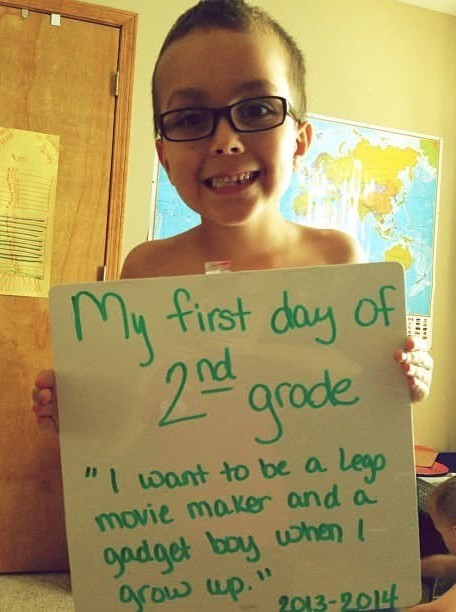 My first day of
2nd grade
"I want to be a Lego
movie maker and a
gadget boy when I
grow up."
2013-2014